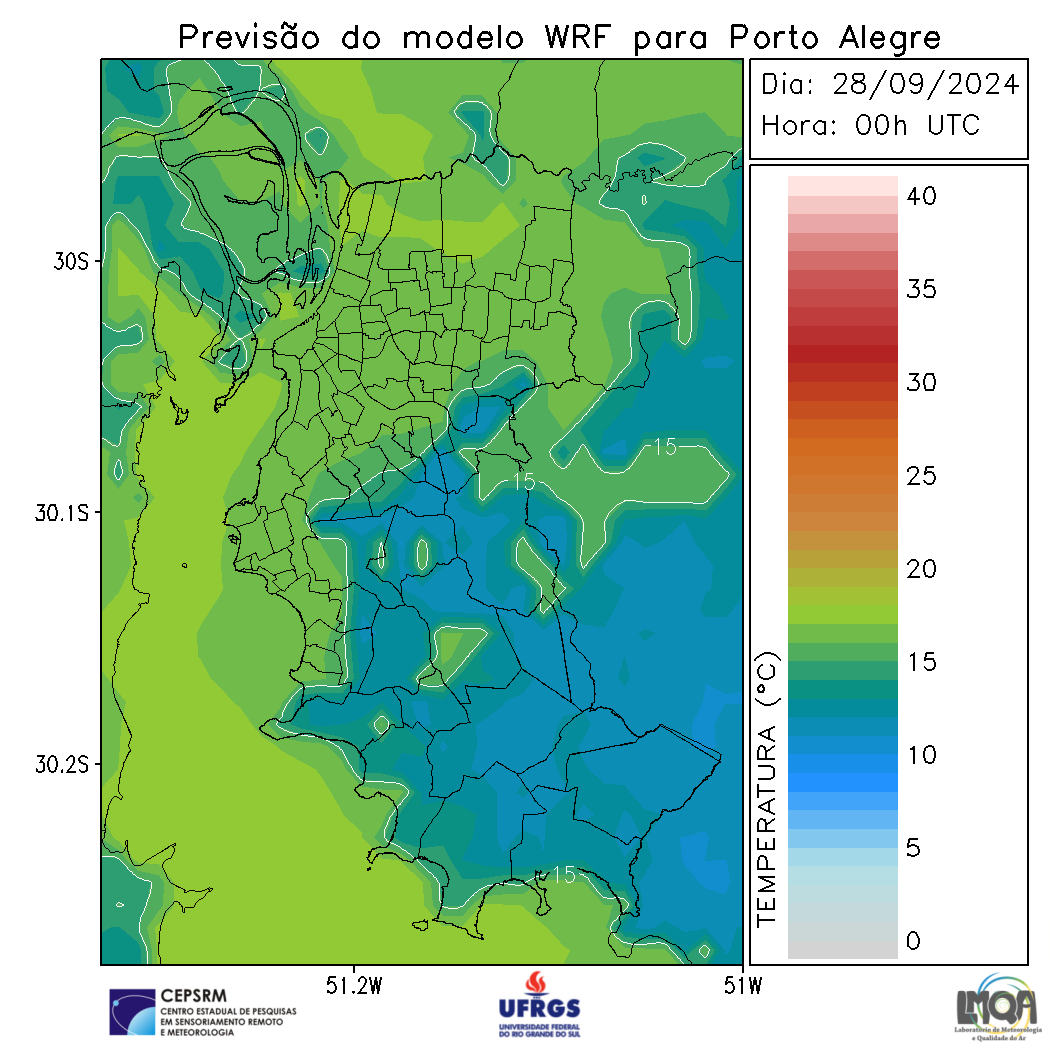 Previsão do modelo WRF para Porto Alegre
Dia: 28/09/2024
Hora: 00h UTC
40
35
30
25
20
15
10
5
0
TEMPERATURA (°C)
30S
30.1S
30.2S
51.2W
51W
15
15
15
CEPSRM
CENTRO ESTADUAL DE PESQUISAS
EM SENSORIAMENTO REMOTO
E METEOROLOGIA
UFRGS
UNIVERSIDADE FEDERAL
DO RIO GRANDE DO SUL
LMQA
Laboratório de Meteorologia
e Qualidade do Ar